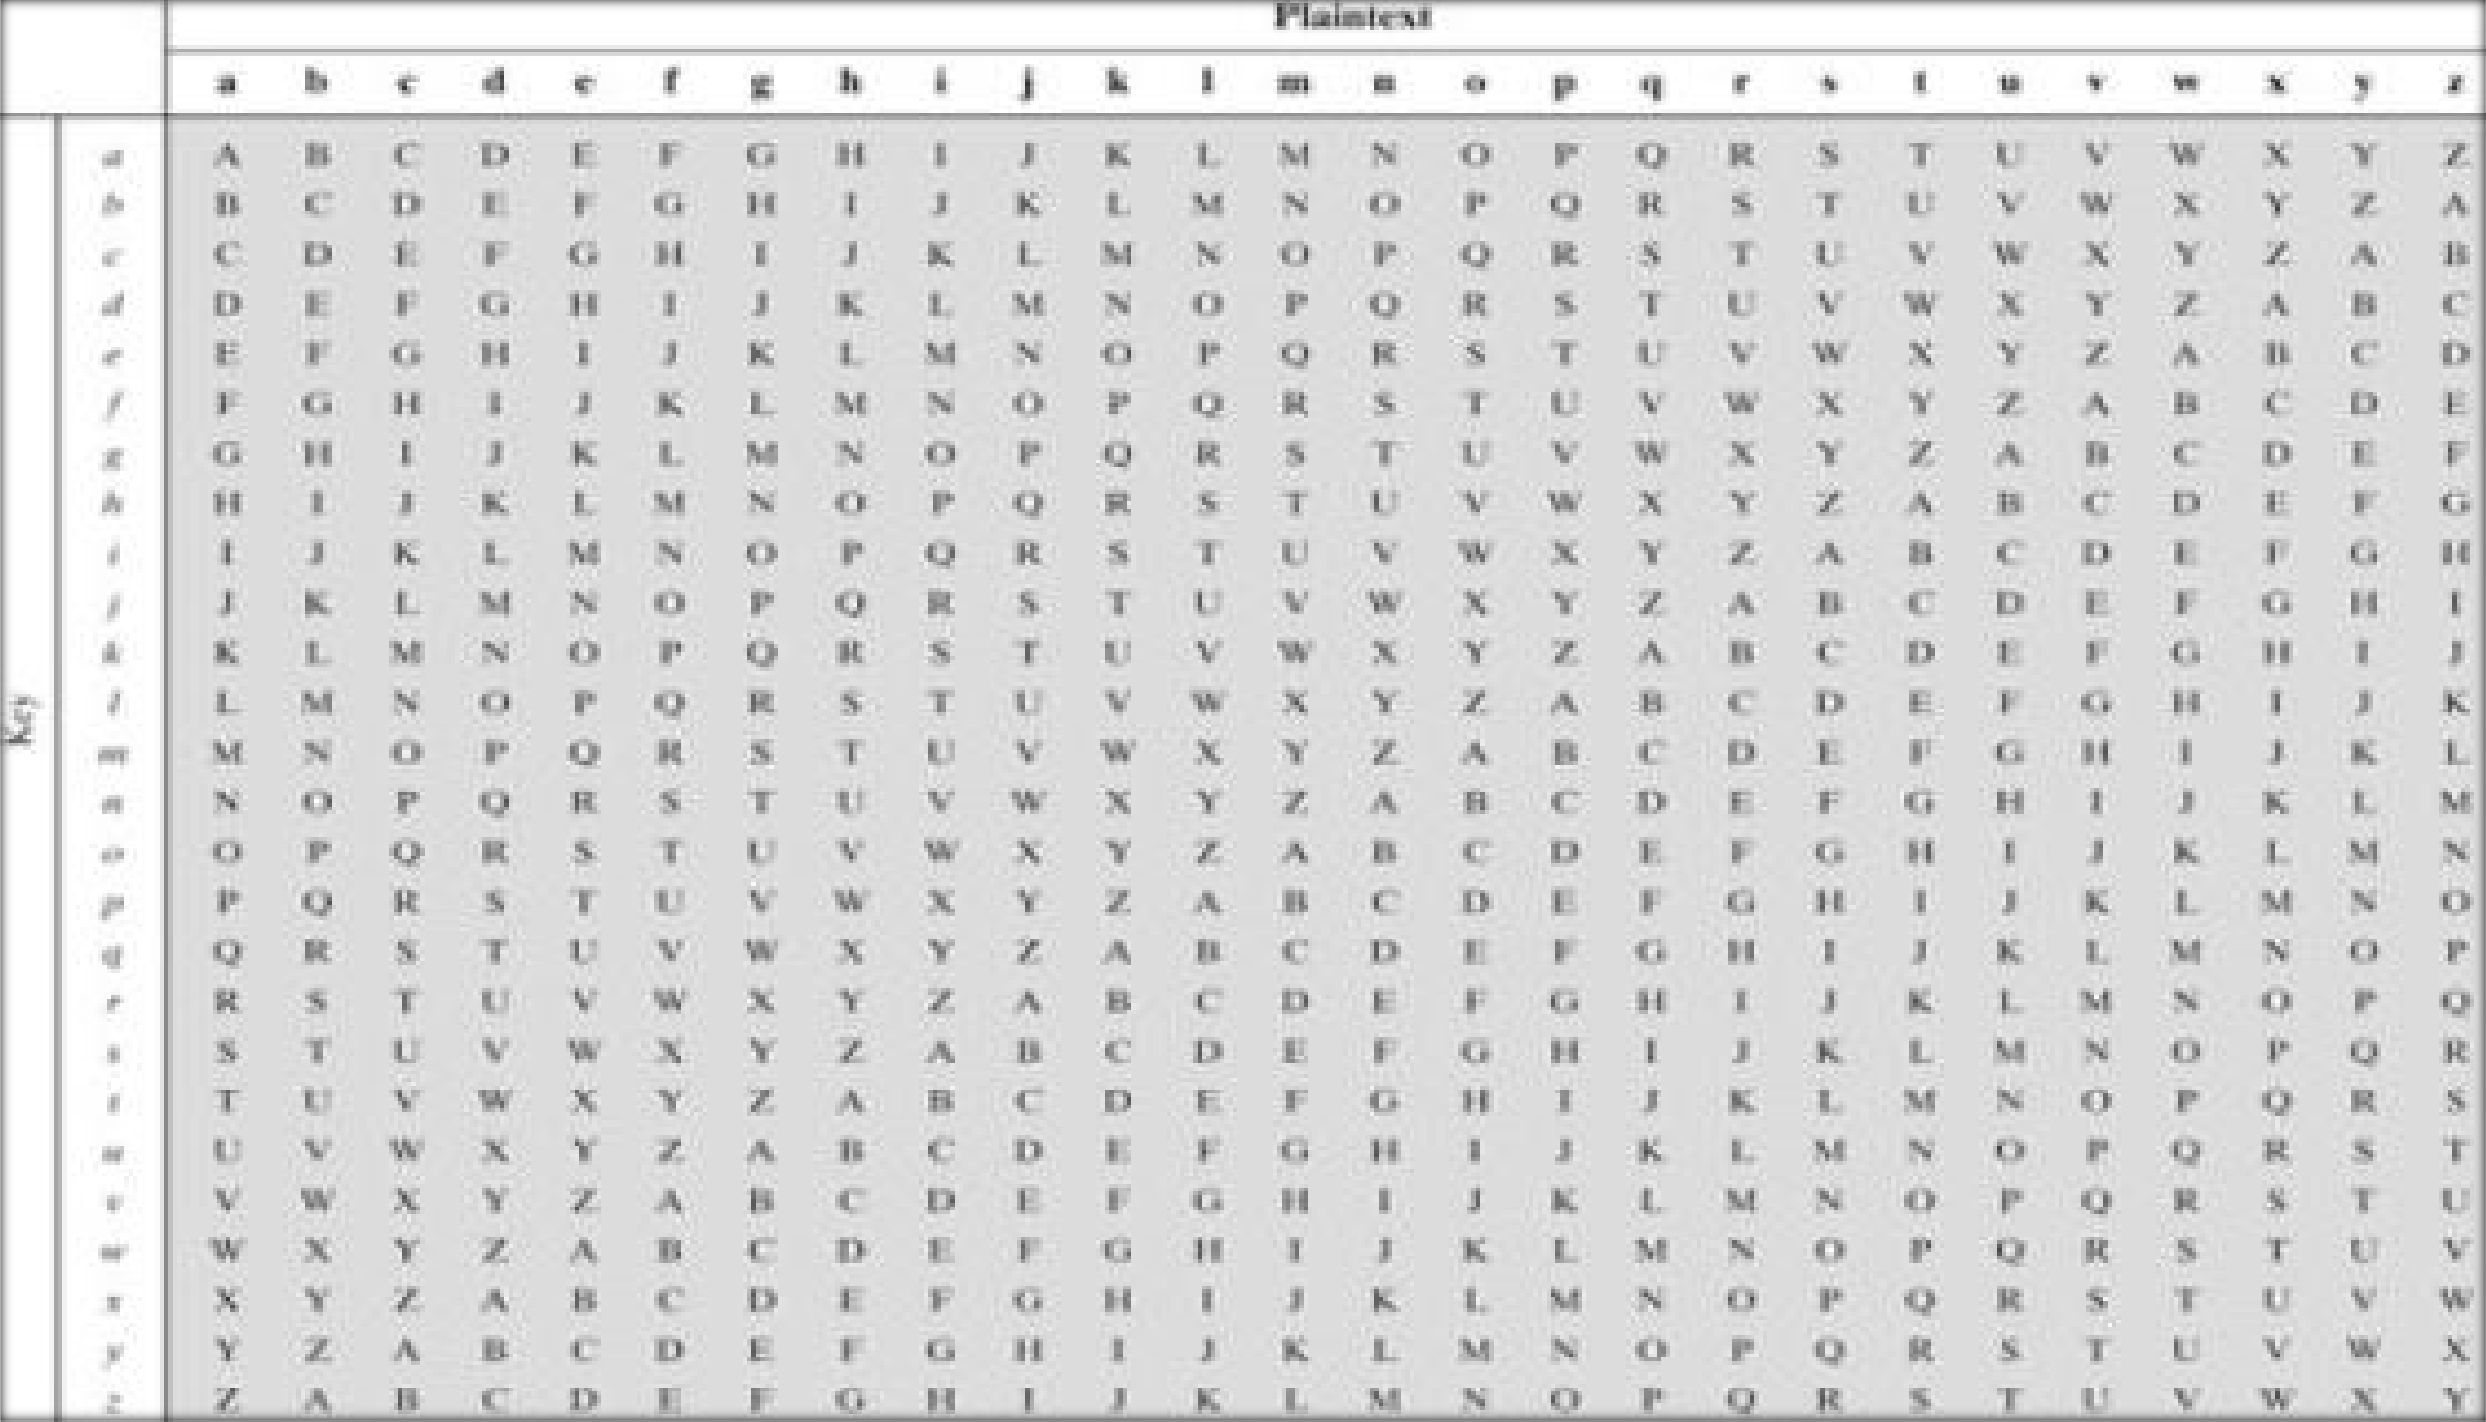 Plaintext
a b c d e f g h i j k l m n o p q r s t u v w x y z
Key
a A B C D E F G H I J K L M N O P Q R S T U V W X Y Z
b B C D E F G H I J K L M N O P Q R S T U V W X Y Z A
c C D E F G H I J K L M N O P Q R S T U V W X Y Z A B
d D E F G H I J K L M N O P Q R S T U V W X Y Z A B C
e E F G H I J K L M N O P Q R S T U V W X Y Z A B C D
f F G H I J K L M N O P Q R S T U V W X Y Z A B C D E
g G H I J K L M N O P Q R S T U V W X Y Z A B C D E F
h H I J K L M N O P Q R S T U V W X Y Z A B C D E F G
i I J K L M N O P Q R S T U V W X Y Z A B C D E F G H
j J K L M N O P Q R S T U V W X Y Z A B C D E F G H I
k K L M N O P Q R S T U V W X Y Z A B C D E F G H I J
l L M N O P Q R S T U V W X Y Z A B C D E F G H I J K
m M N O P Q R S T U V W X Y Z A B C D E F G H I J K L
n N O P Q R S T U V W X Y Z A B C D E F G H I J K L M
o O P Q R S T U V W X Y Z A B C D E F G H I J K L M N
p P Q R S T U V W X Y Z A B C D E F G H I J K L M N O
q Q R S T U V W X Y Z A B C D E F G H I J K L M N O P
r R S T U V W X Y Z A B C D E F G H I J K L M N O P Q
s S T U V W X Y Z A B C D E F G H I J K L M N O P Q R
t T U V W X Y Z A B C D E F G H I J K L M N O P Q R S
u U V W X Y Z A B C D E F G H I J K L M N O P Q R S T
v V W X Y Z A B C D E F G H I J K L M N O P Q R S T U
w W X Y Z A B C D E F G H I J K L M N O P Q R S T U V
x X Y Z A B C D E F G H I J K L M N O P Q R S T U V W
y Y Z A B C D E F G H I J K L M N O P Q R S T U V W X
z Z A B C D E F G H I J K L M N O P Q R S T U V W X Y